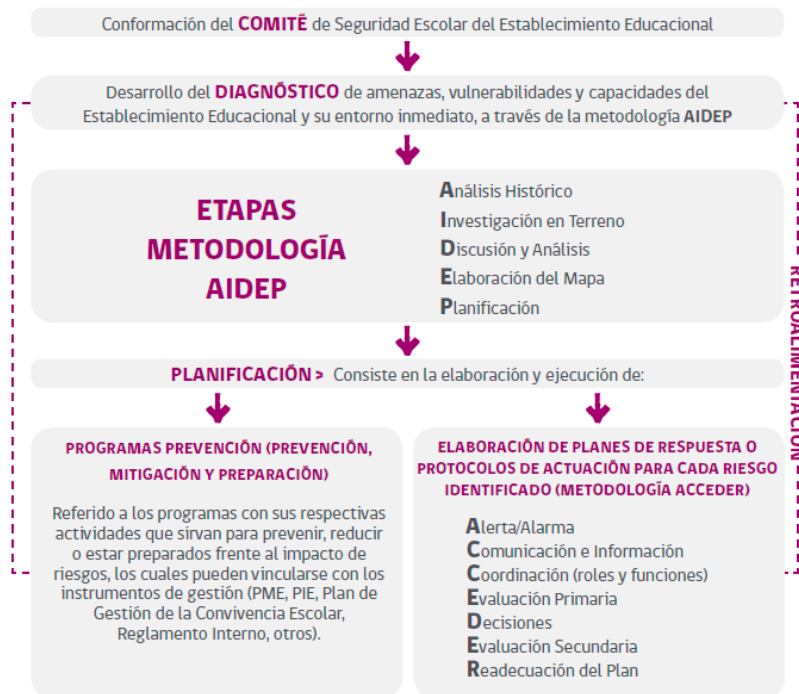 Conformación del COMITÉ de Seguridad Escolar del Establecimiento Educacional
Desarrollo del DIAGNÓSTICO de amenazas, vulnerabilidades y capacidades del
Establecimiento Educacional y su entorno inmediato, a través de la metodología AIDEP
ETAPAS
METODOLOGÍA
AIDEP
Análisis Histórico
Investigación en Terreno
Discusión y Análisis
Elaboración del Mapa
Planificación
RETROALIMENTACIÓN
PLANIFICACIÓN > Consiste en la elaboración y ejecución de:
PROGRAMAS PREVENCIÓN (PREVENCIÓN,
MITIGACIÓN Y PREPARACIÓN)
Referido a los programas con sus respectivas
actividades que sirvan para prevenir, reducir
o estar preparados frente al impacto de
riesgos, los cuales pueden vincularse con los
instrumentos de gestión (PME, PIE, Plan de
Gestión de la Convivencia Escolar,
Reglamento Interno, otros).
ELABORACIÓN DE PLANES DE RESPUESTA O
PROTOCOLOS DE ACTUACIÓN PARA CADA RIESGO
IDENTIFICADO (METODOLOGÍA ACCEDER)
Alerta/Alarma
Comunicación e Información
Coordinación (roles y funciones)
Evaluación Primaria
Decisiones
Evaluación Secundaria
Readecuación del Plan